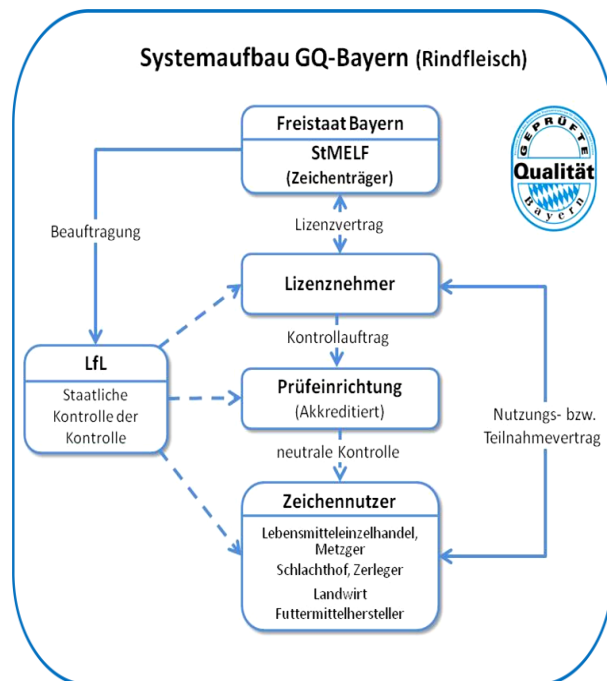 Systemaufbau GQ-Bayern (Rindfleisch)
Freistaat Bayern
StMELF
(Zeichenträger)
GEPRÜFTE
Qualität
Bayern
Beauftragung
Lizenzvertrag
Lizenznehmer
Kontrollauftrag
LfL
Staatliche
Kontrolle der
Kontrolle
Prüfeinrichtung
(Akkreditiert)
Nutzungs- bzw.
Teilnahmevertrag
neutrale Kontrolle
Zeichennutzer
Lebensmitteleinzelhandel,
Metzger
Schlachthof, Zerleger
Landwirt
Futtermittelhersteller